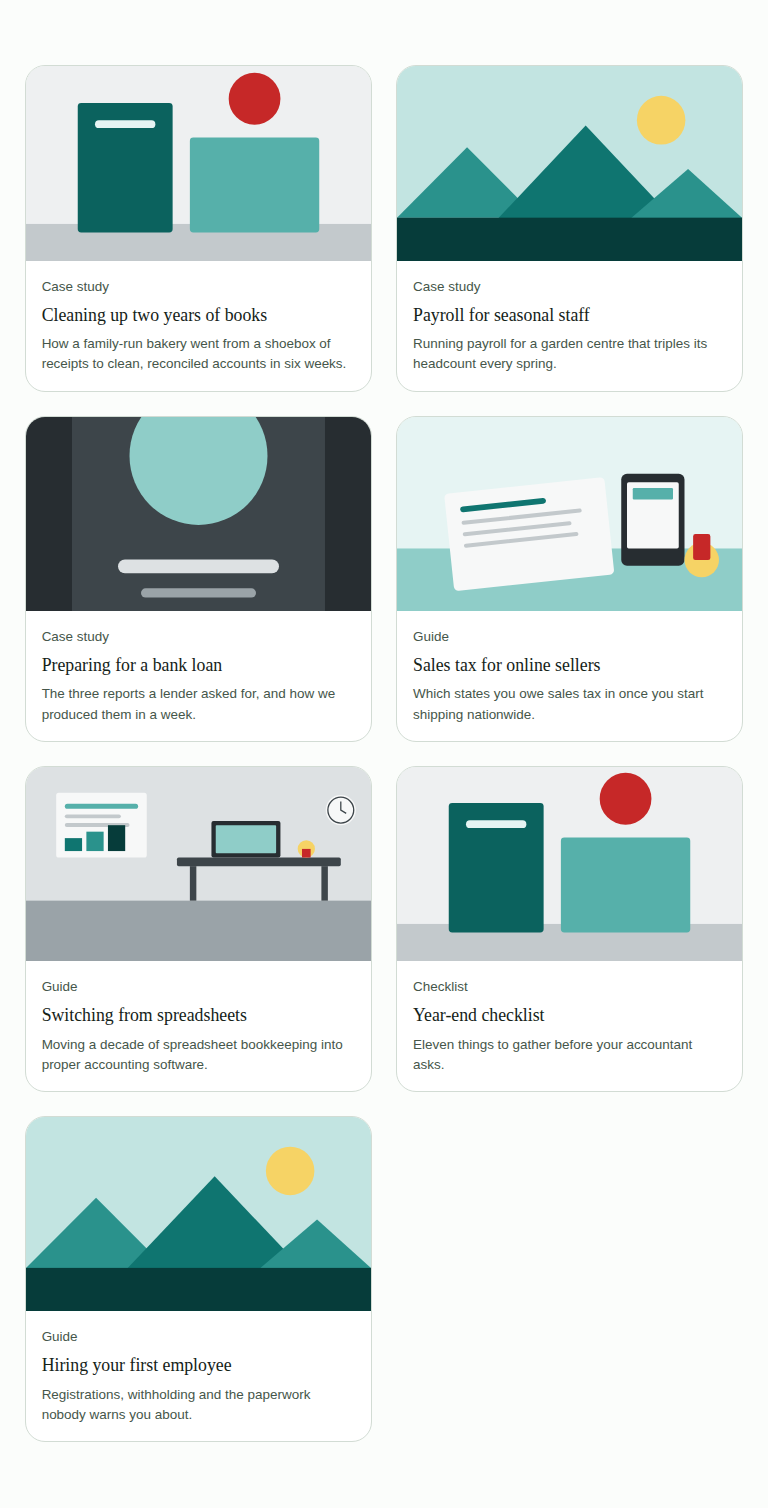 Case study
Cleaning up two years of books
How a family-run bakery went from a shoebox of
receipts to clean, reconciled accounts in six weeks.
Case study
Payroll for seasonal staff
Running payroll for a garden centre that triples its
headcount every spring.
Case study
Preparing for a bank loan
The three reports a lender asked for, and how we
produced them in a week.
Guide
Sales tax for online sellers
Which states you owe sales tax in once you start
shipping nationwide.
Guide
Switching from spreadsheets
Moving a decade of spreadsheet bookkeeping into
proper accounting software.
Checklist
Year-end checklist
Eleven things to gather before your accountant
asks.
Guide
Hiring your first employee
Registrations, withholding and the paperwork
nobody warns you about.